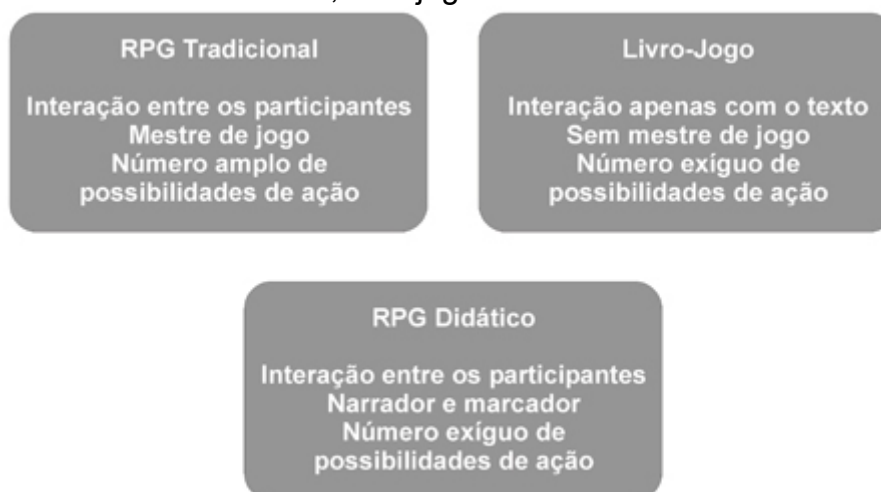 RPG Tradicional
Interação entre os participantes
Mestre de jogo
Número amplo de
possibilidades de ação
Livro-Jogo
Interação apenas com o texto
Sem mestre de jogo
Número exíguo de
possibilidades de ação
RPG Didático
Interação entre os participantes
Narrador e marcador
Número exíguo de
possibilidades de ação